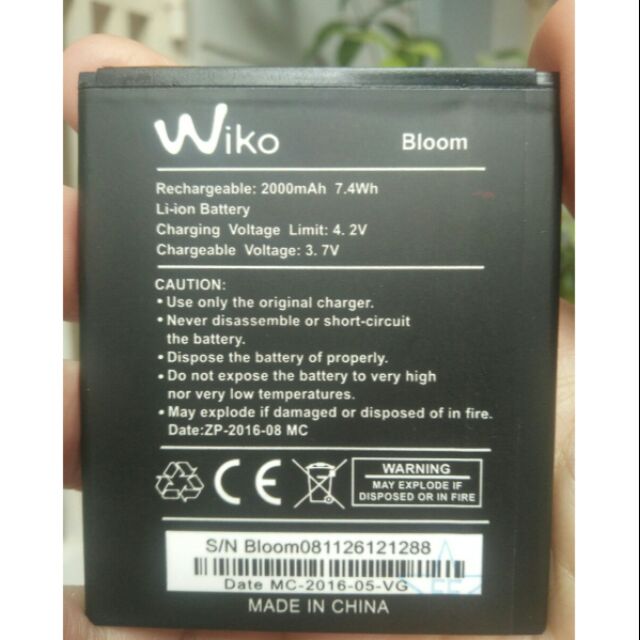 Wiko Bloom
Rechargeable: 2000mAh 7.4Wh
Li-ion Battery
Charging Voltage Limit: 4.2V
Chargeable Voltage: 3.7V
CAUTION:
• Use only the original charger.
• Never disassemble or short-circuit
the battery.
• Dispose the battery of properly.
• Do not expose the battery to very high
nor very low temperatures.
• May explode if damaged or disposed of in fire.
Date:ZP-2016-08 MC
CE
WARNING
MAY EXPLODE IF
DISPOSED OR IN FIRE
S/N Bloom081126121288
Date MC-2016-05-VG
MADE IN CHINA